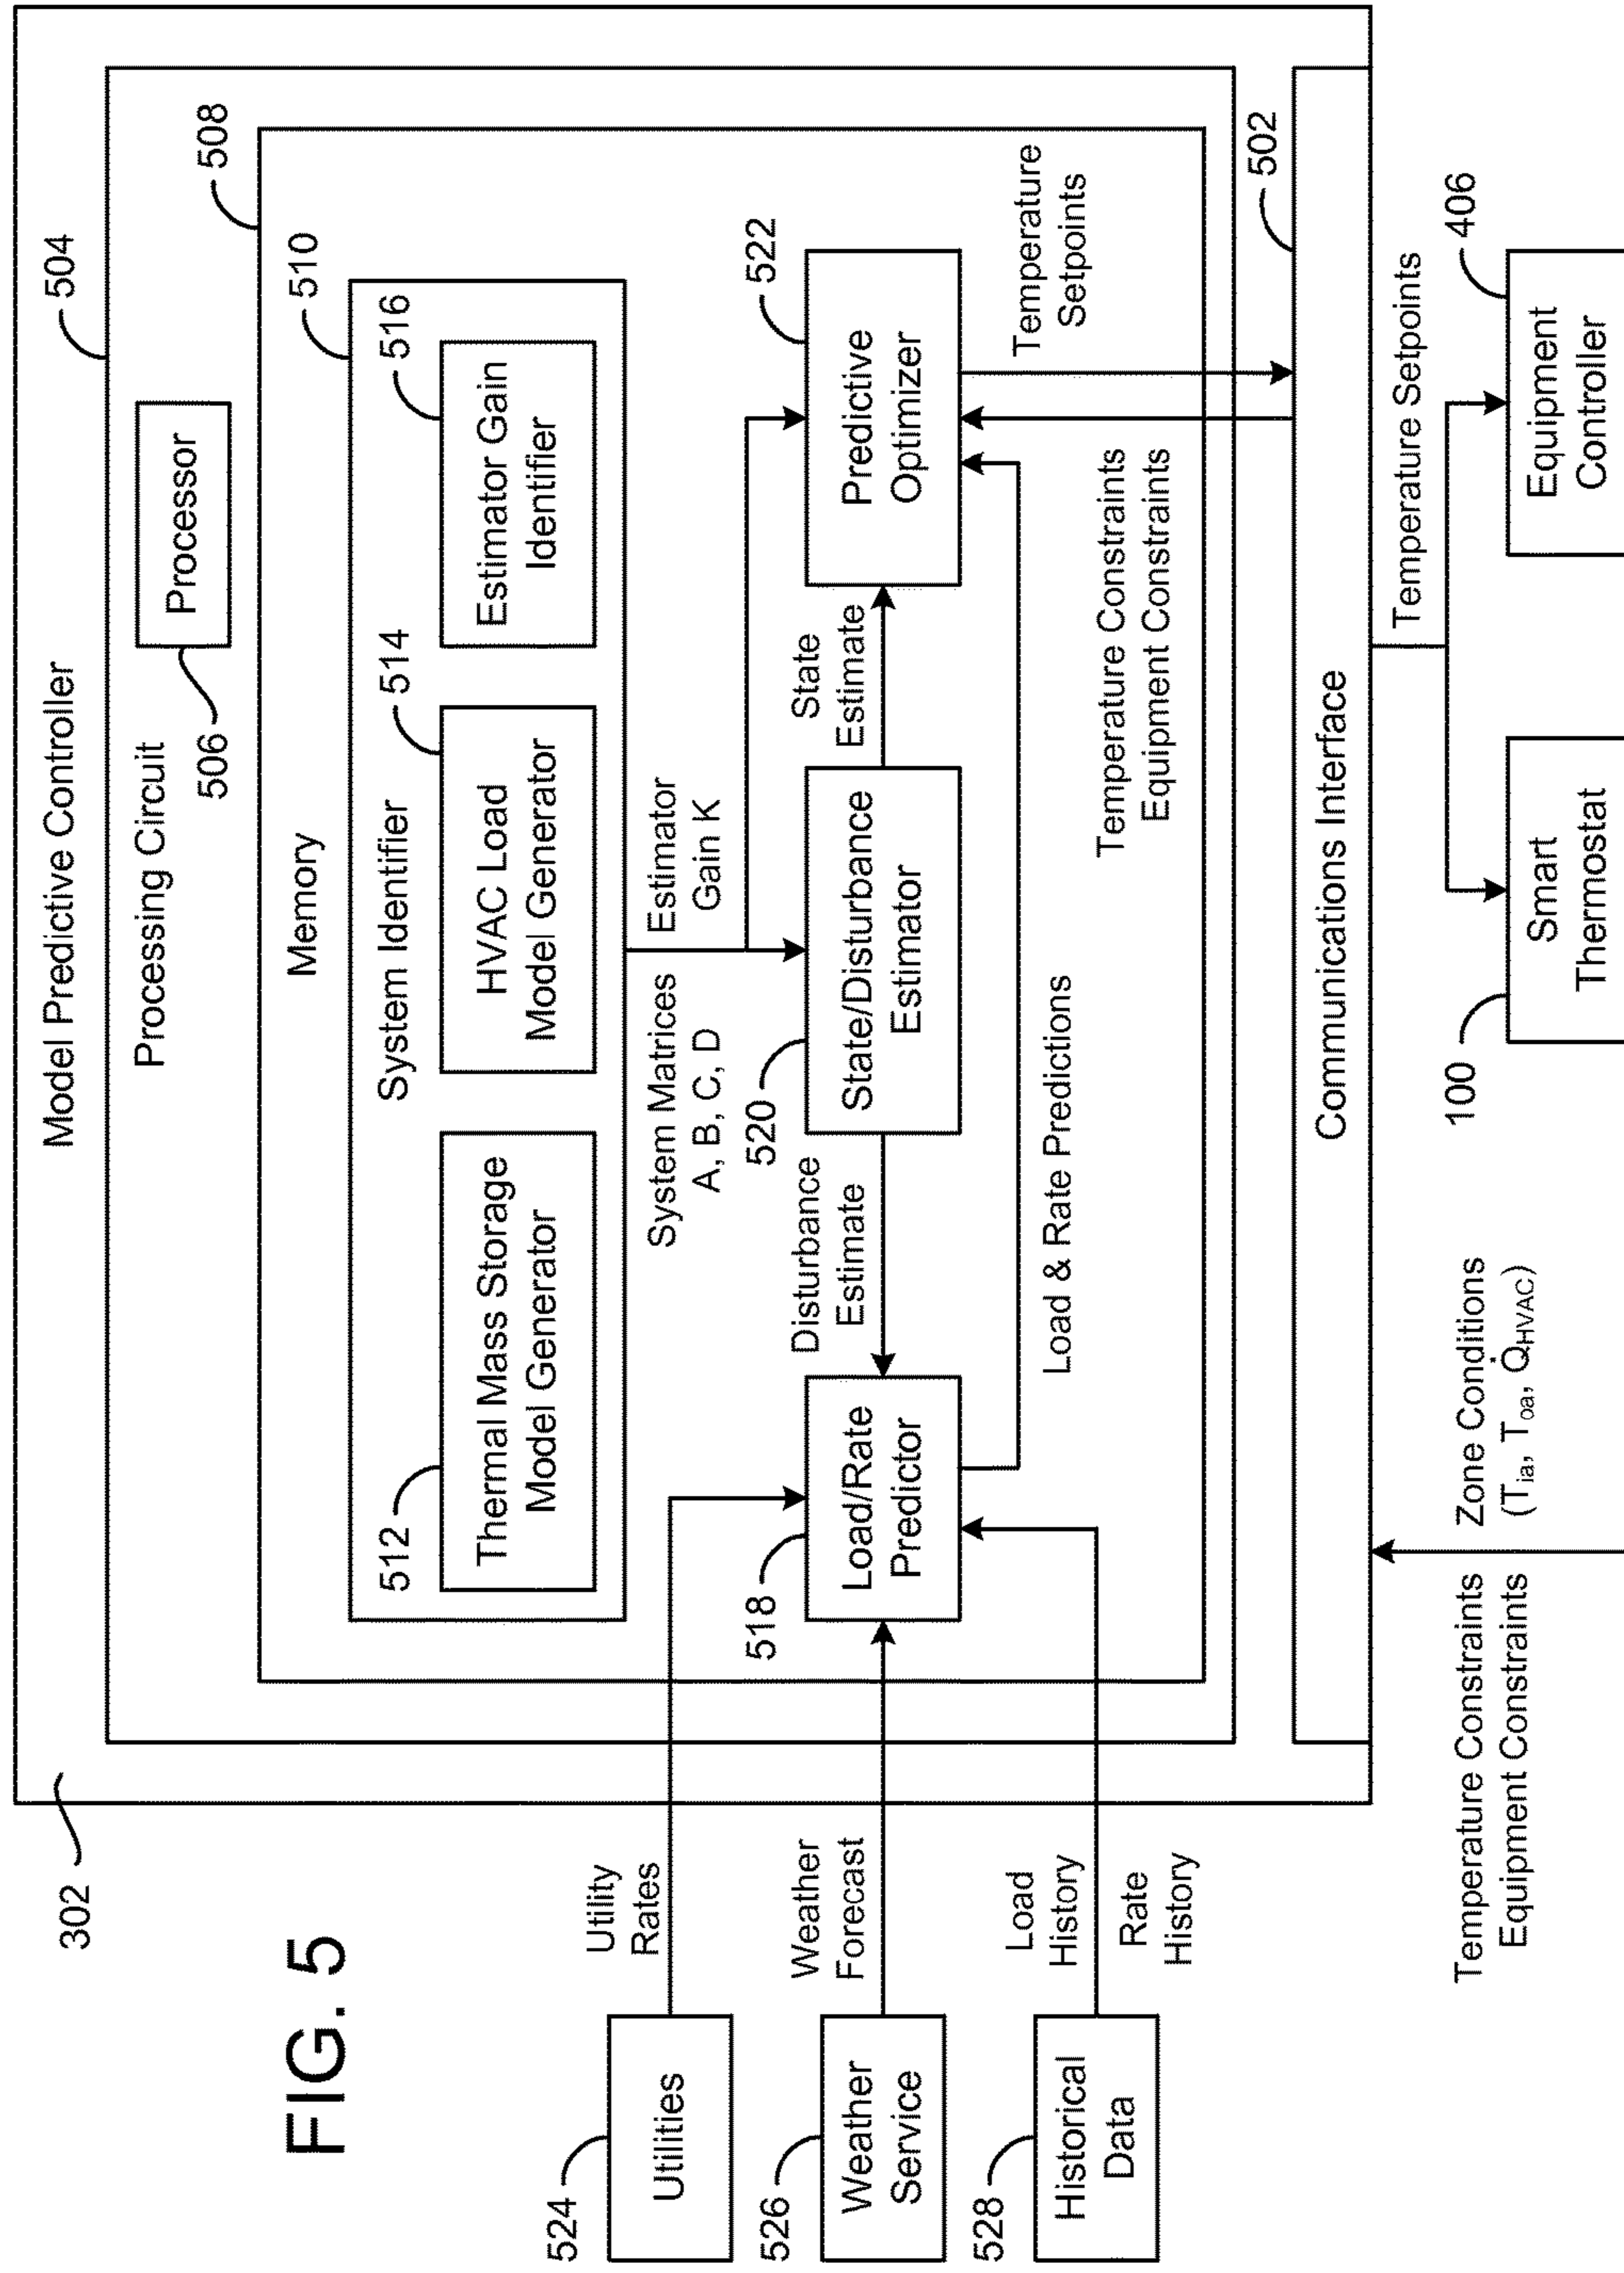 FIG. 5
302
Model Predictive Controller
504
Processing Circuit
Processor
506
508
Memory
510
System Identifier
512
Thermal Mass Storage
Model Generator
514
HVAC Load
Model Generator
516
Estimator Gain
Identifier
System Matrices
A, B, C, D
Estimator
Gain K
524
Utilities
Utility
Rates
526
Weather
Service
Weather
Forecast
528
Historical
Data
Load
History
Rate
History
518
Load/Rate
Predictor
Disturbance
Estimate
520
State/Disturbance
Estimator
State
Estimate
522
Predictive
Optimizer
Load & Rate Predictions
Temperature Constraints
Equipment Constraints
Temperature
Setpoints
502
Communications Interface
Temperature Constraints
Equipment Constraints
Zone Conditions
(Tia, Toa, Q̇HVAC)
Temperature Setpoints
100
Smart
Thermostat
406
Equipment
Controller